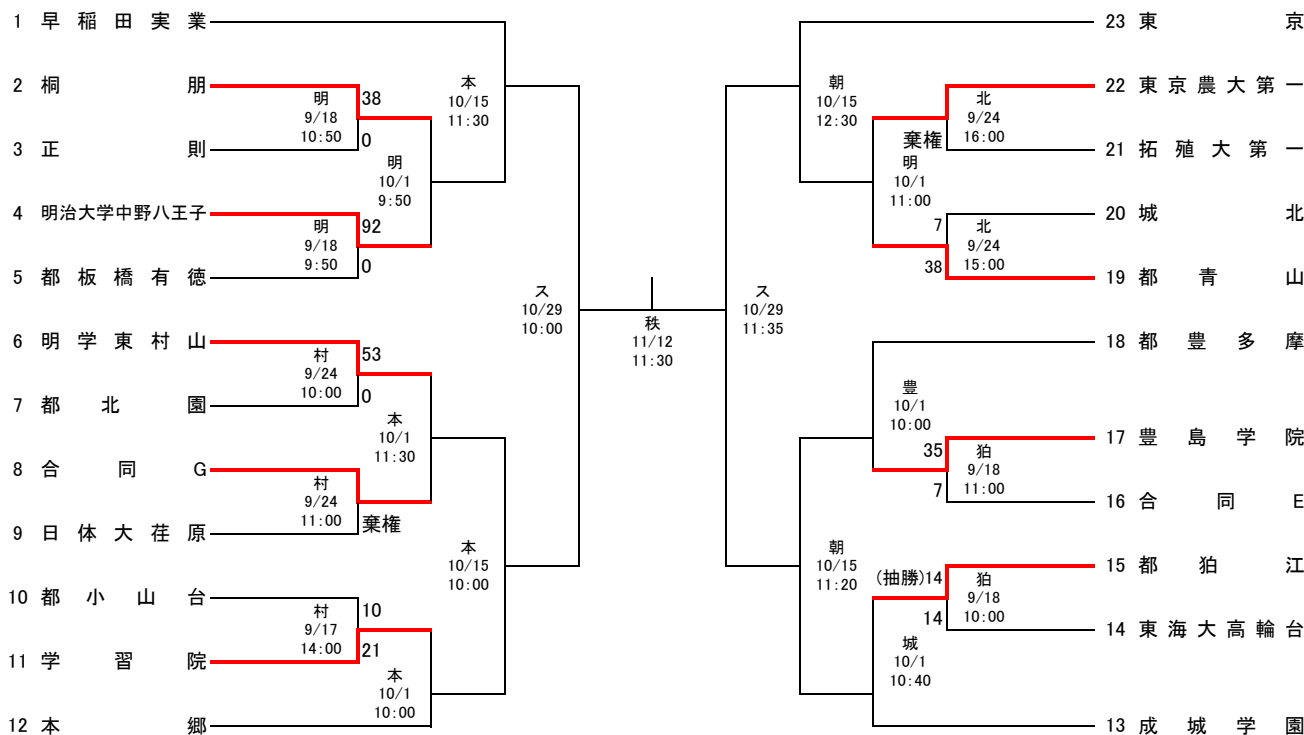 1 早稲田実業
2 桐朋
3 正則
4 明治大学中野八王子
5 都板橋有徳
6 明学東村山
7 都北園
8 合同G
9 日体大荏原
10 都小山台
11 学習院
12 本郷
明
9/18
10:50
38
0
明
9/18
9:50
92
0
村
9/24
10:00
53
0
村
9/24
11:00
棄権
村
9/17
14:00
10
21
明
10/1
9:50
本
10/1
11:30
本
10/1
10:00
本
10/15
11:30
本
10/15
10:00
ス
10/29
10:00
秩
11/12
11:30
ス
10/29
11:35
朝
10/15
12:30
朝
10/15
11:20
明
10/1
11:00
豊
10/1
10:00
城
10/1
10:40
棄権
北
9/24
16:00
7
38
北
9/24
15:00
35
7
狛
9/18
11:00
(抽勝)14
14
狛
9/18
10:00
23 東京
22 東京農大第一
21 拓殖大第一
20 城北
19 都青山
18 都豊多摩
17 豊島学院
16 合同E
15 都狛江
14 東海大高輪台
13 成城学園